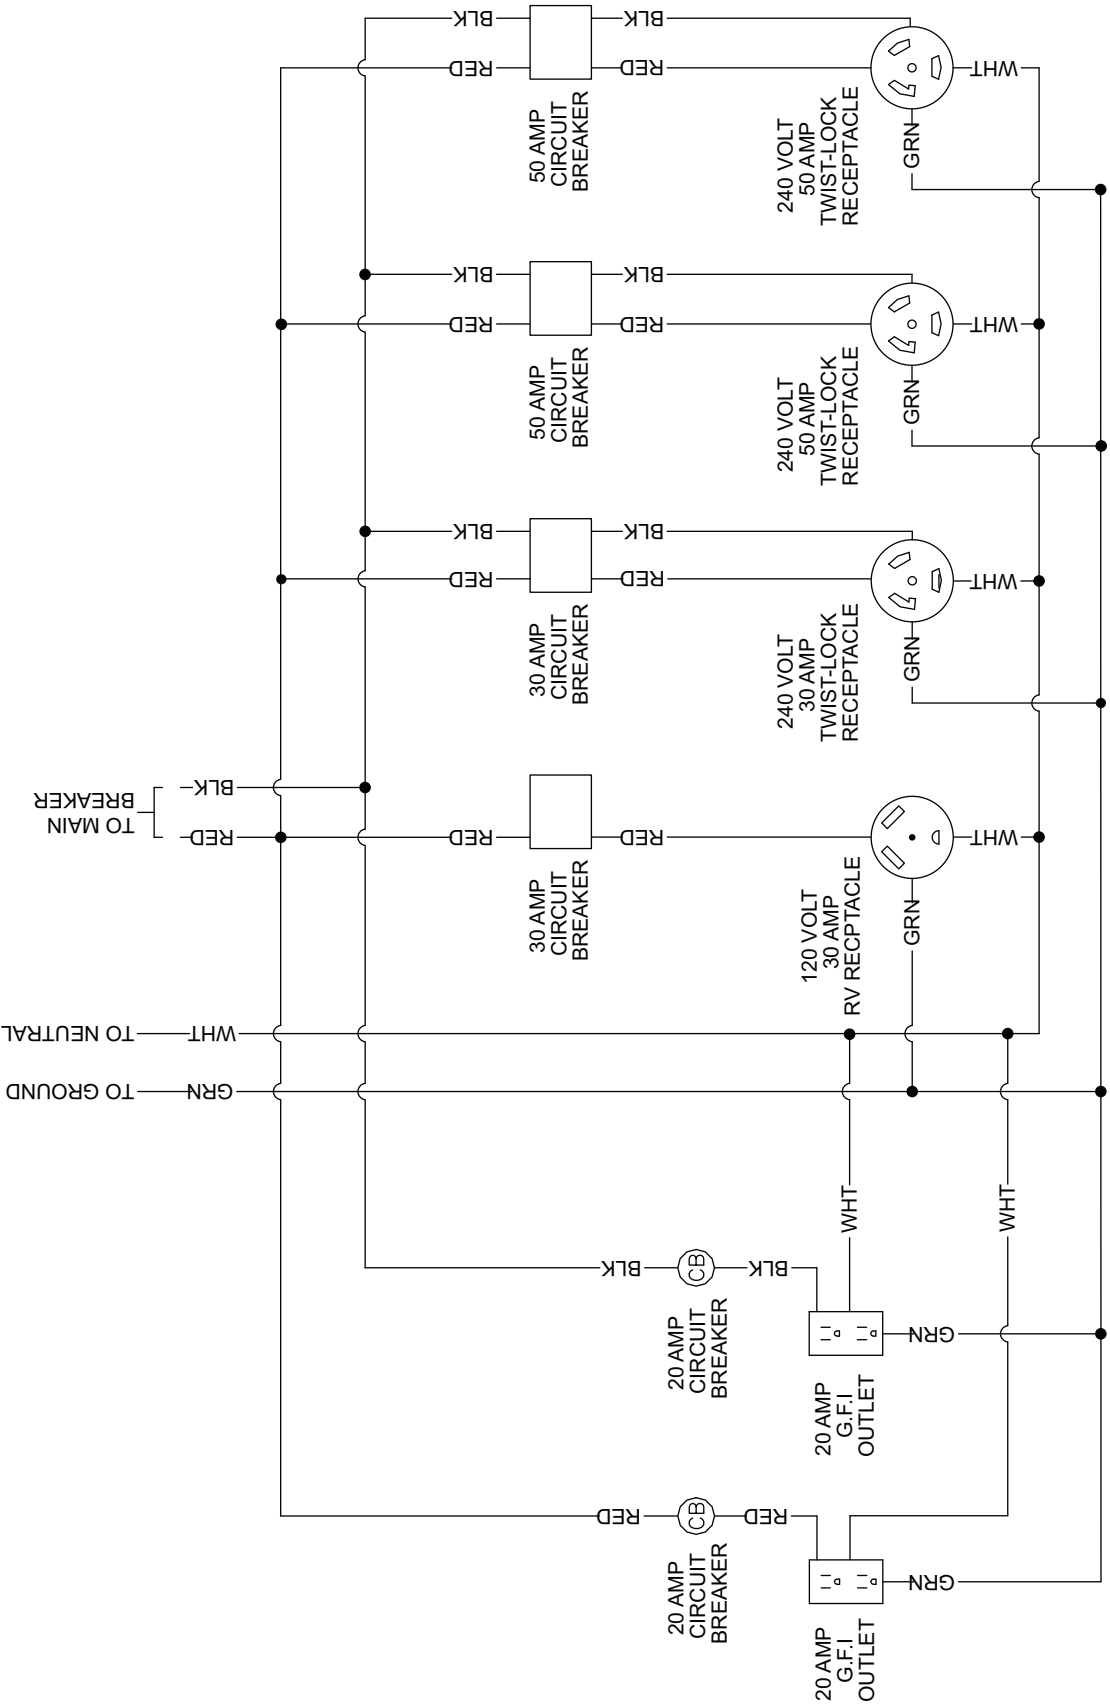 BLK
BLK
RED
RED
WHT
50 AMP
CIRCUIT
BREAKER
240 VOLT
50 AMP
TWIST-LOCK
RECEPTACLE
GRN
BLK
BLK
RED
RED
WHT
50 AMP
CIRCUIT
BREAKER
240 VOLT
50 AMP
TWIST-LOCK
RECEPTACLE
GRN
BLK
BLK
RED
RED
WHT
30 AMP
CIRCUIT
BREAKER
240 VOLT
30 AMP
TWIST-LOCK
RECEPTACLE
GRN
TO MAIN
BREAKER
BLK
RED
RED
RED
WHT
30 AMP
CIRCUIT
BREAKER
120 VOLT
30 AMP
RV RECPTACLE
GRN
TO NEUTRAL
WHT
TO GROUND
GRN
WHT
WHT
BLK
CB
BLK
20 AMP
CIRCUIT
BREAKER
GRN
20 AMP
G.F.I
OUTLET
RED
CB
RED
20 AMP
CIRCUIT
BREAKER
GRN
20 AMP
G.F.I
OUTLET